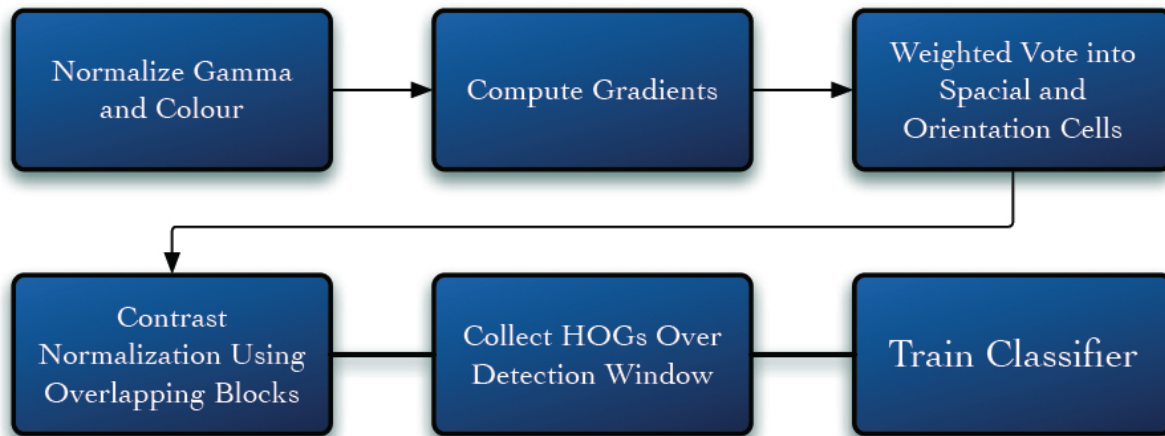 Normalize Gamma
and Colour
Compute Gradients
Weighted Vote into
Spacial and
Orientation Cells
Contrast
Normalization Using
Overlapping Blocks
Collect HOGs Over
Detection Window
Train Classifier